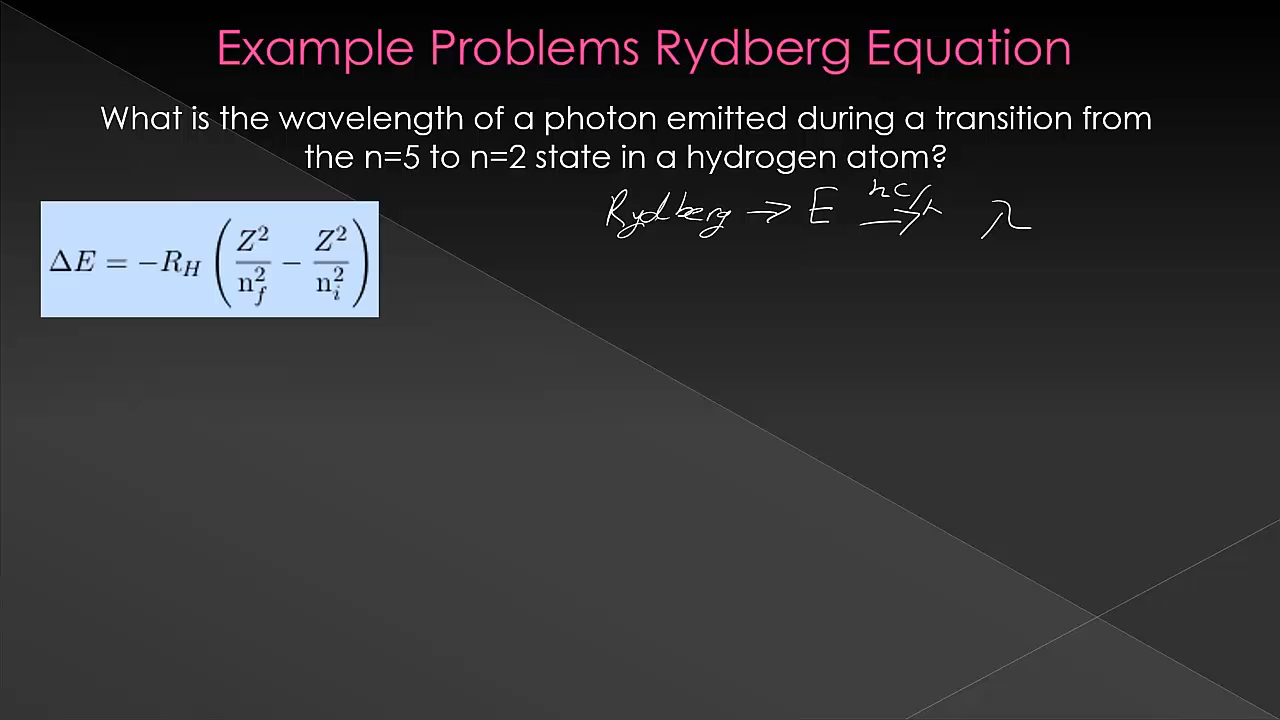 Example Problems Rydberg Equation
What is the wavelength of a photon emitted during a transition from
the n=5 to n=2 state in a hydrogen atom?
Rydberg → E hc/λ → λ
ΔE = −R_H (Z²/n_f² − Z²/n_i²)